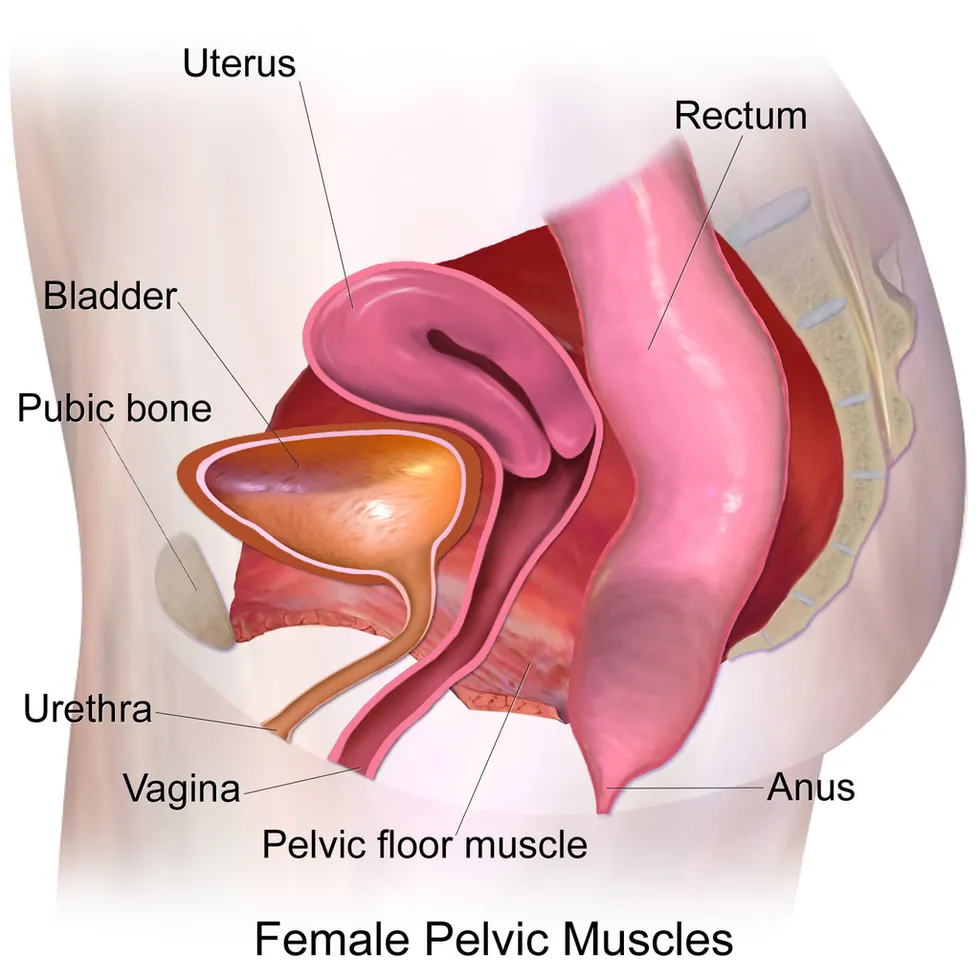 Uterus
Rectum
Bladder
Pubic bone
Urethra
Vagina
Anus
Pelvic floor muscle
Female Pelvic Muscles